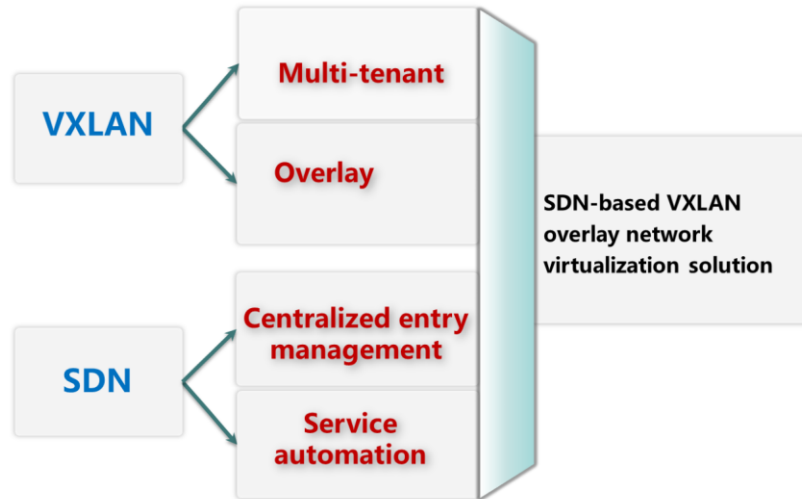 VXLAN
Multi-tenant
Overlay
SDN
Centralized entry
management
Service
automation
SDN-based VXLAN
overlay network
virtualization solution